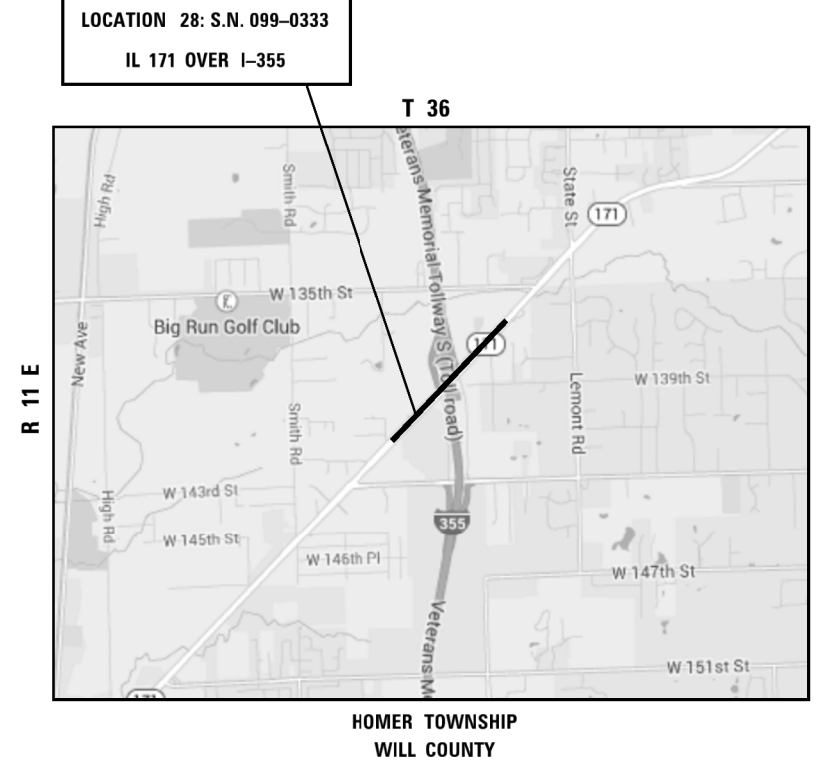 LOCATION 28: S.N. 099–0333
IL 171 OVER I–355
T 36
R 11 E
High Rd
Smith Rd
eterans Memorial Tollway S (Toll road)
State St
171
W 135th St
Big Run Golf Club
New Ave
171
W 139th St
Smith Rd
Lemont Rd
W 143rd St
High Rd
355
W 145th St
W 146th Pl
W 147th St
Veterans M
W 151st St
171
HOMER TOWNSHIP
WILL COUNTY